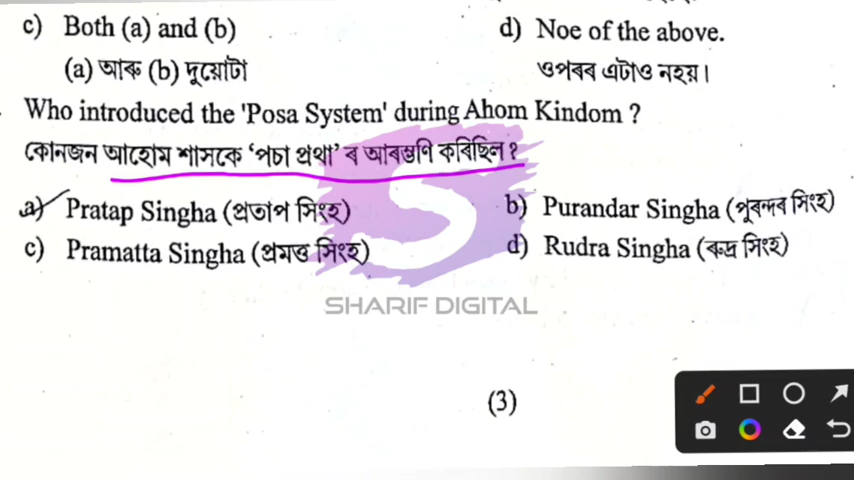 c) Both (a) and (b)
d) Noe of the above.
(a) আৰু (b) দুয়োটা
ওপৰৰ এটাও নহয়।
Who introduced the 'Posa System' during Ahom Kindom ?
কোনজন আহোম শাসকে ‘পচা প্ৰথা’ ৰ আৰম্ভণি কৰিছিল ?
a) Pratap Singha (প্ৰতাপ সিংহ)
b) Purandar Singha (পূৰন্দৰ সিংহ)
c) Pramatta Singha (প্ৰমত্ত সিংহ)
d) Rudra Singha (ৰুদ্ৰ সিংহ)
SHARIF DIGITAL
(3)